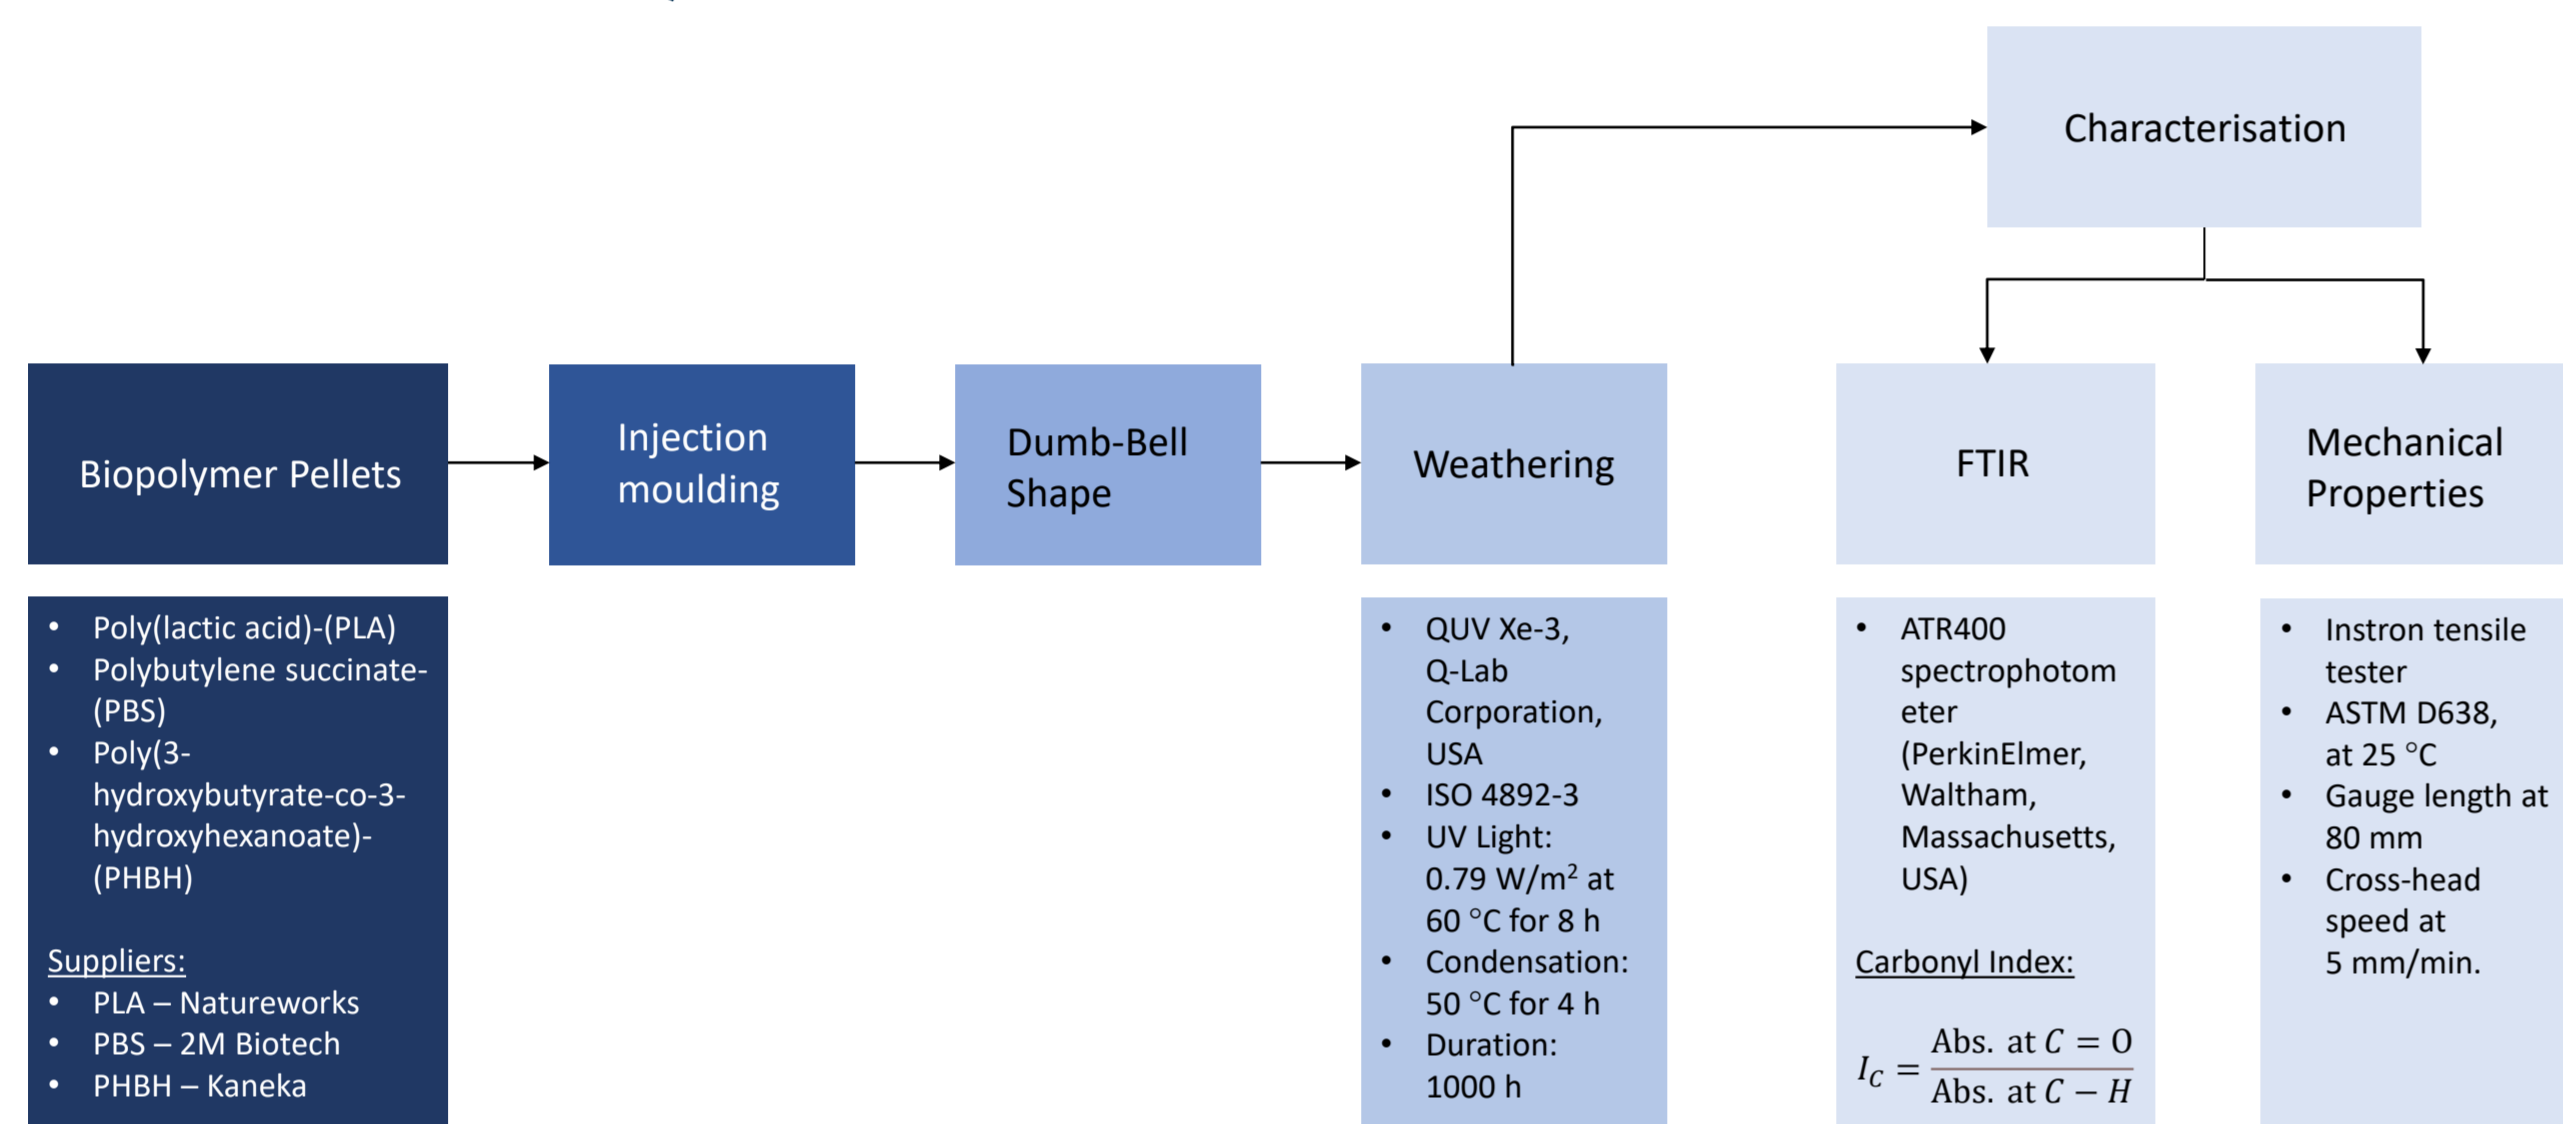 Characterisation
Biopolymer Pellets
Injection
moulding
Dumb-Bell
Shape
Weathering
FTIR
Mechanical
Properties
• Poly(lactic acid)-(PLA)
• Polybutylene succinate-
(PBS)
• Poly(3-
hydroxybutyrate-co-3-
hydroxyhexanoate)-
(PHBH)
Suppliers:
• PLA – Natureworks
• PBS – 2M Biotech
• PHBH – Kaneka
• QUV Xe-3,
Q-Lab
Corporation,
USA
• ISO 4892-3
• UV Light:
0.79 W/m² at
60 °C for 8 h
• Condensation:
50 °C for 4 h
• Duration:
1000 h
• ATR400
spectrophotom
eter
(PerkinElmer,
Waltham,
Massachusetts,
USA)
Carbonyl Index:
I_C = Abs. at C = O / Abs. at C − H
• Instron tensile
tester
• ASTM D638,
at 25 °C
• Gauge length at
80 mm
• Cross-head
speed at
5 mm/min.